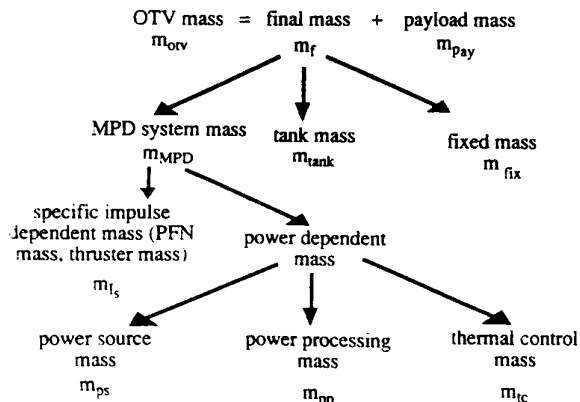 OTV mass = final mass + payload mass
m_otv m_f m_pay
MPD system mass tank mass fixed mass
m_MPD m_tank m_fix
specific impulse
dependent mass (PFN
mass, thruster mass)
m_Is
power dependent
mass
power source power processing thermal control
mass mass mass
m_ps m_pp m_tc